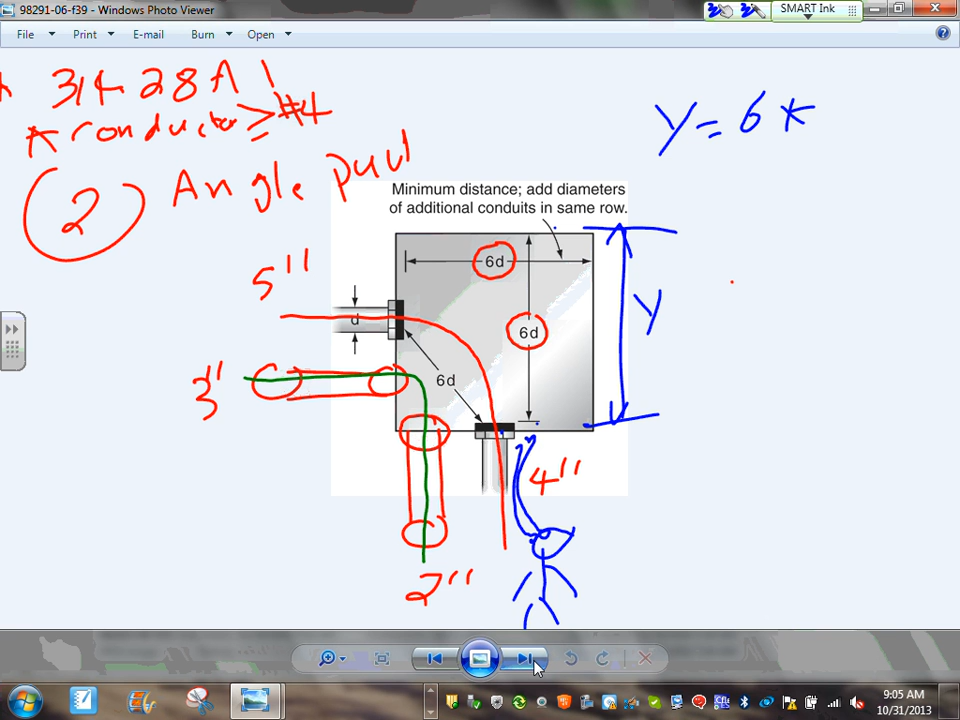 98291-06-f39 - Windows Photo Viewer
SMART Ink
File Print E-mail Burn Open
314.28 A 1
* conductor ≥ #4
2 Angle pull
y = 6 *
Minimum distance; add diameters
of additional conduits in same row.
5"
6d
d
6d
y
3"
6d
4"
2"
9:05 AM
10/31/2013